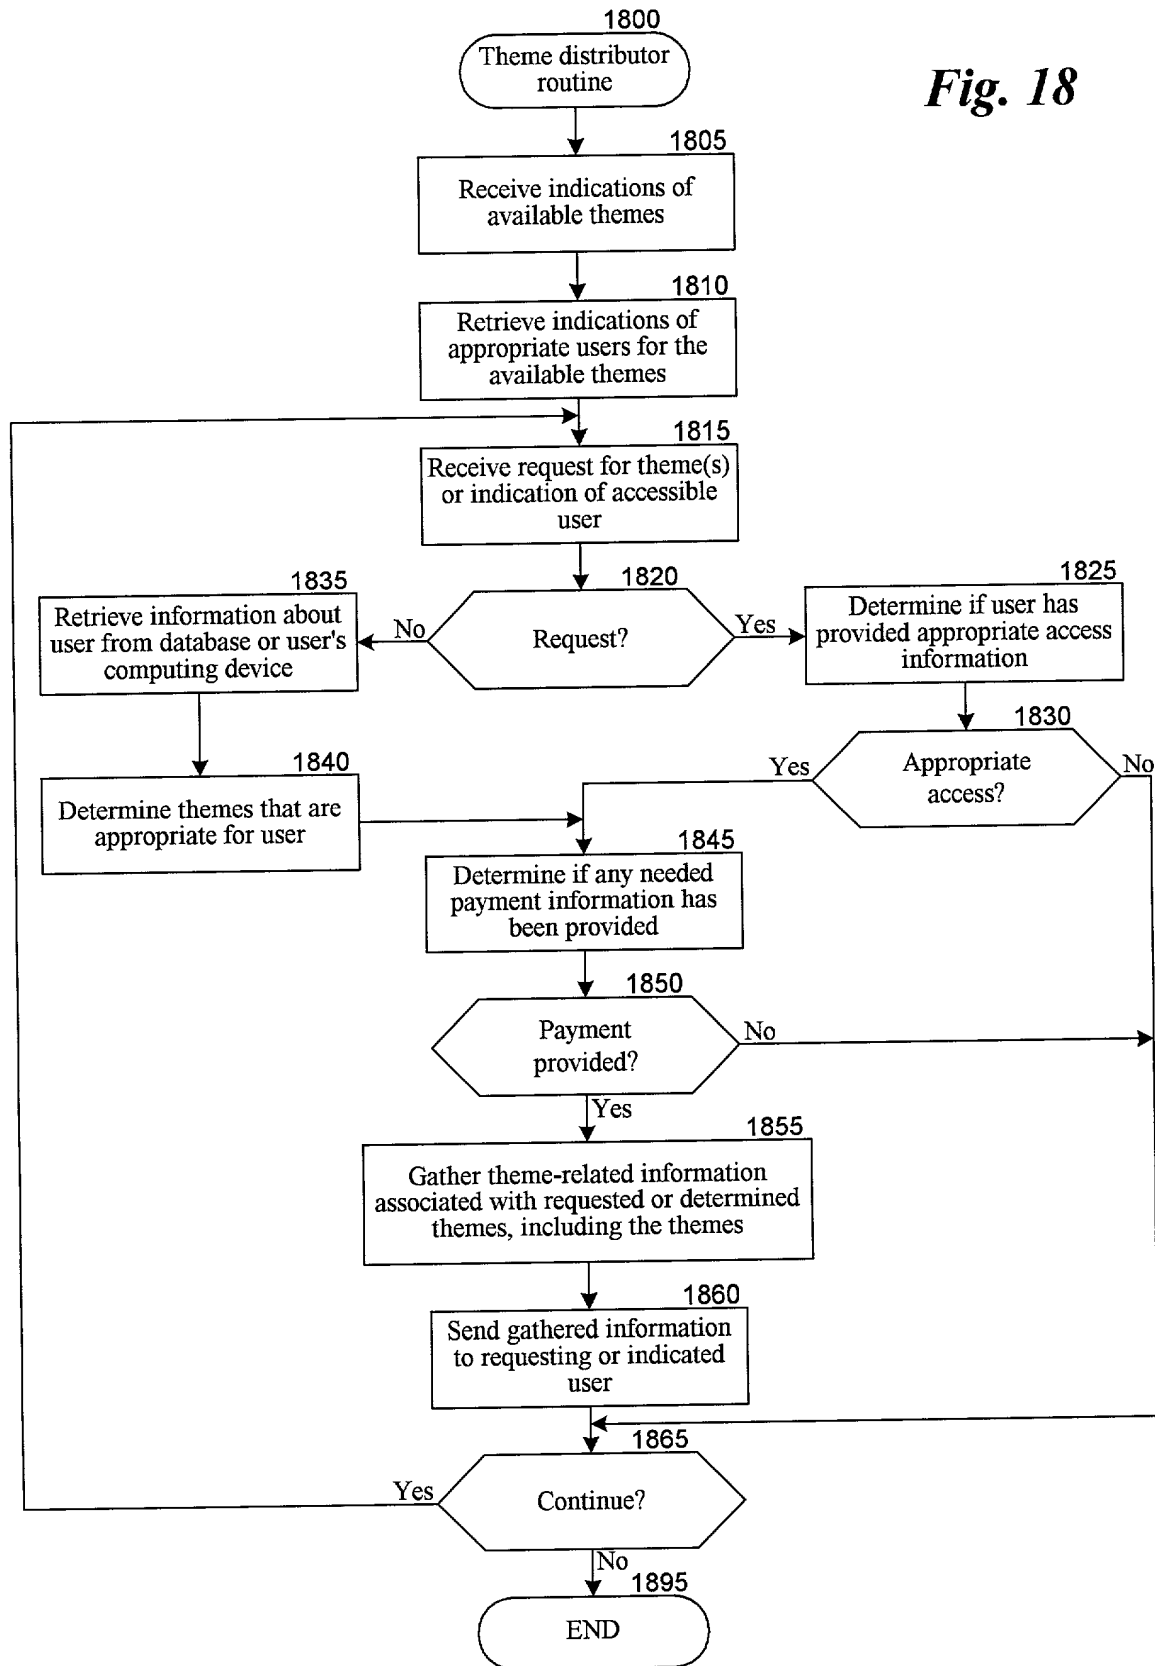 1800
Theme distributor
routine
Fig. 18
1805
Receive indications of
available themes
1810
Retrieve indications of
appropriate users for the
available themes
1815
Receive request for theme(s)
or indication of accessible
user
1820
Request?
No
Yes
1835
Retrieve information about
user from database or user's
computing device
1825
Determine if user has
provided appropriate access
information
1830
Appropriate
access?
Yes
No
1840
Determine themes that are
appropriate for user
1845
Determine if any needed
payment information has
been provided
1850
Payment
provided?
No
Yes
1855
Gather theme-related information
associated with requested or determined
themes, including the themes
1860
Send gathered information
to requesting or indicated
user
1865
Continue?
Yes
No
1895
END